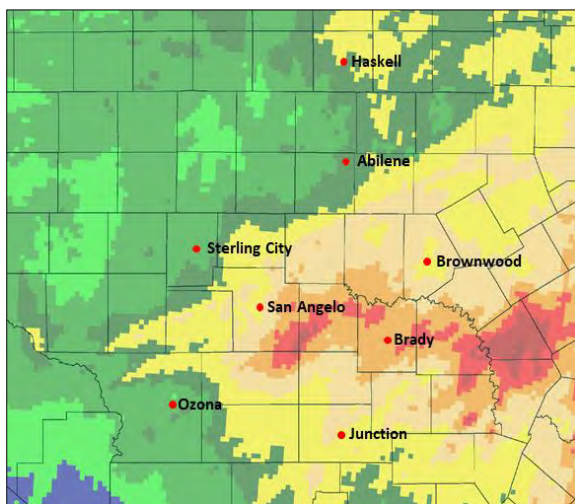 Haskell
Abilene
Sterling City
Brownwood
San Angelo
Brady
Ozona
Junction